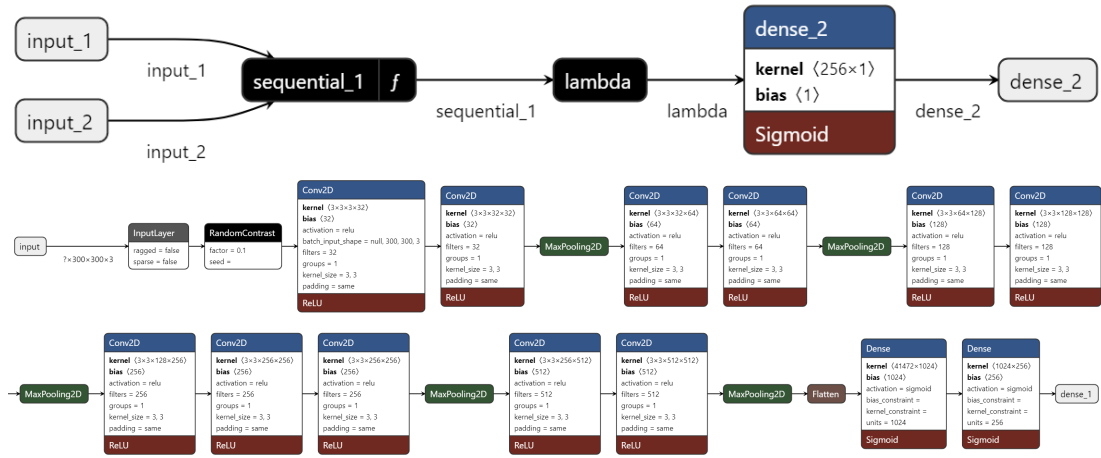 input_1
input_1
input_2
input_2
sequential_1 ƒ
sequential_1
lambda
lambda
dense_2
kernel ⟨256×1⟩
bias ⟨1⟩
Sigmoid
dense_2
dense_2
input
?×300×300×3
InputLayer
ragged = false
sparse = false
RandomContrast
factor = 0.1
seed =
Conv2D
kernel ⟨3×3×3×32⟩
bias ⟨32⟩
activation = relu
batch_input_shape = null, 300, 300, 3
filters = 32
groups = 1
kernel_size = 3, 3
padding = same
ReLU
Conv2D
kernel ⟨3×3×32×32⟩
bias ⟨32⟩
activation = relu
filters = 32
groups = 1
kernel_size = 3, 3
padding = same
ReLU
MaxPooling2D
Conv2D
kernel ⟨3×3×32×64⟩
bias ⟨64⟩
activation = relu
filters = 64
groups = 1
kernel_size = 3, 3
padding = same
ReLU
Conv2D
kernel ⟨3×3×64×64⟩
bias ⟨64⟩
activation = relu
filters = 64
groups = 1
kernel_size = 3, 3
padding = same
ReLU
MaxPooling2D
Conv2D
kernel ⟨3×3×64×128⟩
bias ⟨128⟩
activation = relu
filters = 128
groups = 1
kernel_size = 3, 3
padding = same
ReLU
Conv2D
kernel ⟨3×3×128×128⟩
bias ⟨128⟩
activation = relu
filters = 128
groups = 1
kernel_size = 3, 3
padding = same
ReLU
MaxPooling2D
Conv2D
kernel ⟨3×3×128×256⟩
bias ⟨256⟩
activation = relu
filters = 256
groups = 1
kernel_size = 3, 3
padding = same
ReLU
Conv2D
kernel ⟨3×3×256×256⟩
bias ⟨256⟩
activation = relu
filters = 256
groups = 1
kernel_size = 3, 3
padding = same
ReLU
Conv2D
kernel ⟨3×3×256×256⟩
bias ⟨256⟩
activation = relu
filters = 256
groups = 1
kernel_size = 3, 3
padding = same
ReLU
MaxPooling2D
Conv2D
kernel ⟨3×3×256×512⟩
bias ⟨512⟩
activation = relu
filters = 512
groups = 1
kernel_size = 3, 3
padding = same
ReLU
Conv2D
kernel ⟨3×3×512×512⟩
bias ⟨512⟩
activation = relu
filters = 512
groups = 1
kernel_size = 3, 3
padding = same
ReLU
MaxPooling2D
Flatten
Dense
kernel ⟨41472×1024⟩
bias ⟨1024⟩
activation = sigmoid
bias_constraint =
kernel_constraint =
units = 1024
Sigmoid
Dense
kernel ⟨1024×256⟩
bias ⟨256⟩
activation = sigmoid
bias_constraint =
kernel_constraint =
units = 256
Sigmoid
dense_1